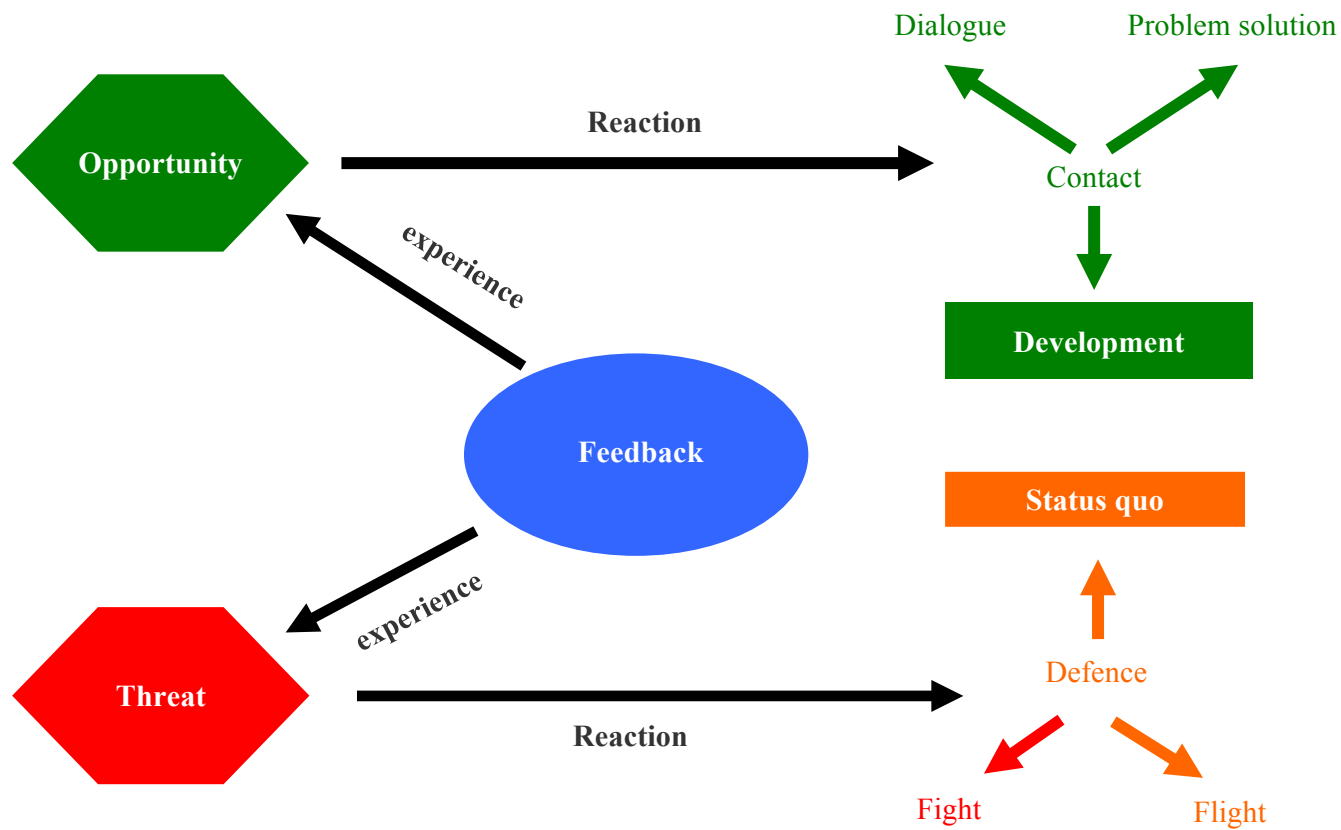 Dialogue
Problem solution
Reaction
Opportunity
Contact
experience
Development
Feedback
Status quo
experience
Defence
Threat
Reaction
Fight
Flight